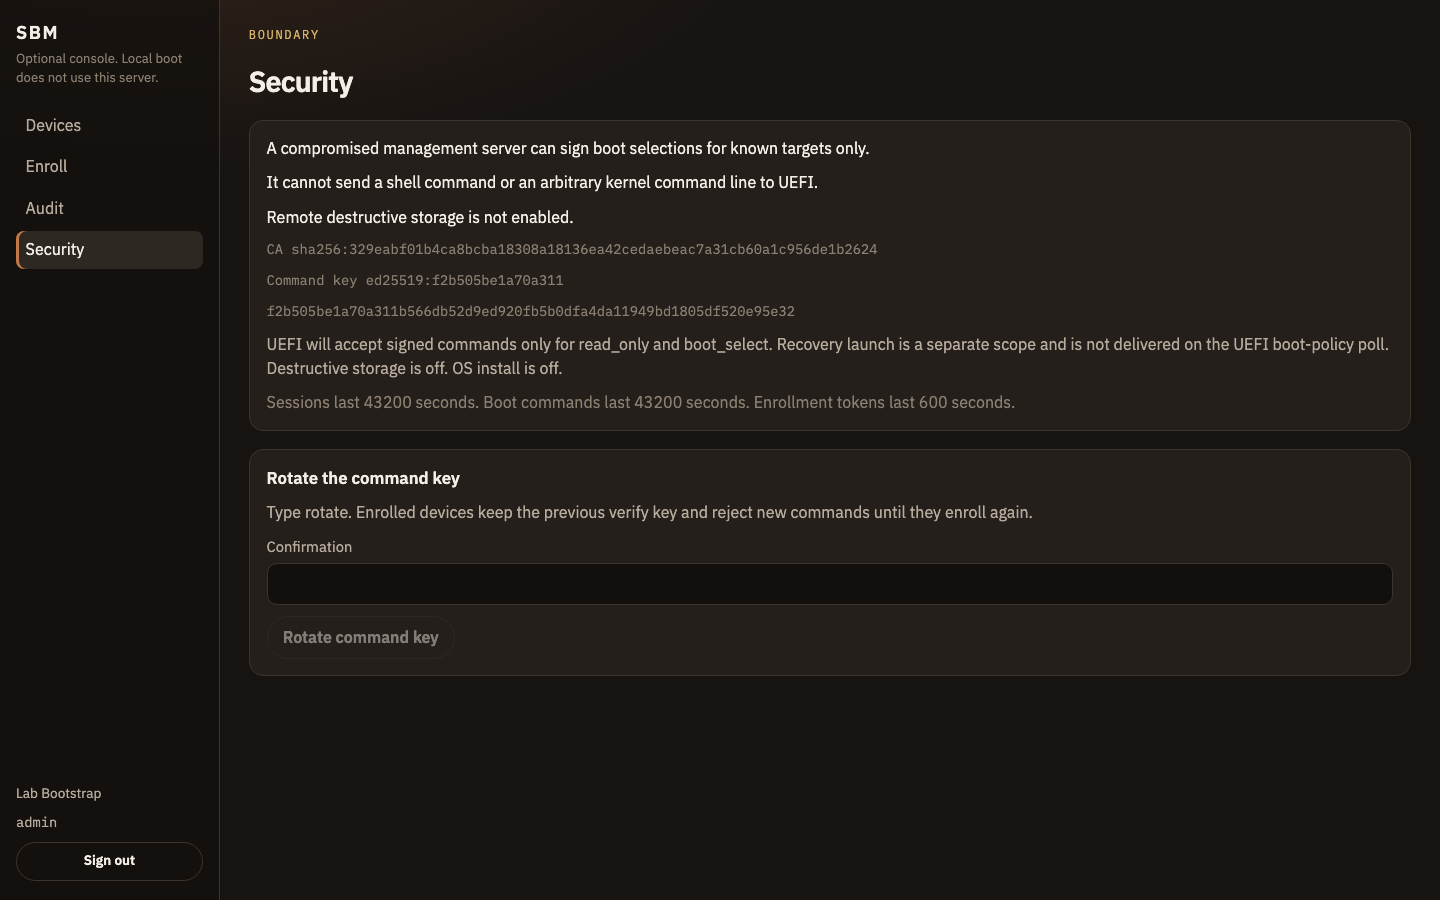 SBM
Optional console. Local boot
does not use this server.
Devices
Enroll
Audit
Security
Lab Bootstrap
admin
Sign out
BOUNDARY
Security
A compromised management server can sign boot selections for known targets only.
It cannot send a shell command or an arbitrary kernel command line to UEFI.
Remote destructive storage is not enabled.
CA sha256:329eabf01b4ca8bcba18308a18136ea42cedaebeac7a31cb60a1c956de1b2624
Command key ed25519:f2b505be1a70a311
f2b505be1a70a311b566db52d9ed920fb5b0dfa4da11949bd1805df520e95e32
UEFI will accept signed commands only for read_only and boot_select. Recovery launch is a separate scope and is not delivered on the UEFI boot-policy poll.
Destructive storage is off. OS install is off.
Sessions last 43200 seconds. Boot commands last 43200 seconds. Enrollment tokens last 600 seconds.
Rotate the command key
Type rotate. Enrolled devices keep the previous verify key and reject new commands until they enroll again.
Confirmation
Rotate command key